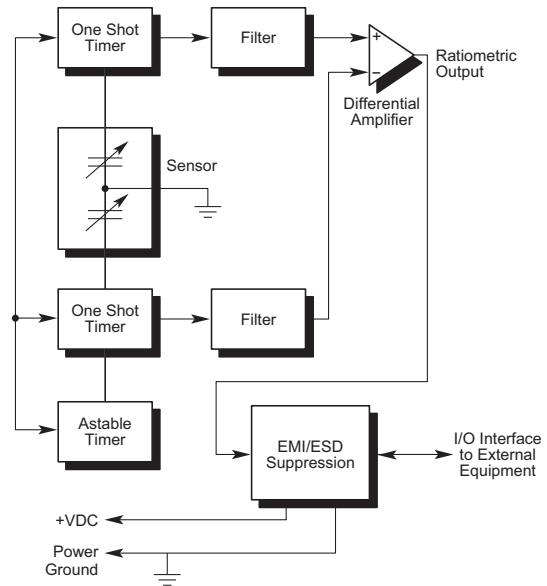 One Shot
Timer
Filter
+
−
Ratiometric
Output
Differential
Amplifier
Sensor
One Shot
Timer
Filter
Astable
Timer
EMI/ESD
Suppression
I/O Interface
to External
Equipment
+VDC
Power
Ground